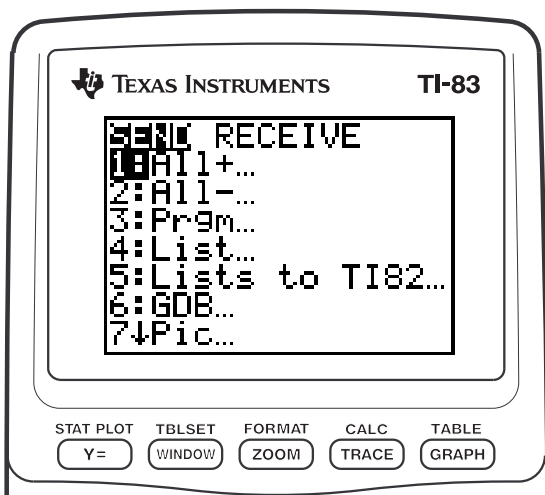 TEXAS INSTRUMENTS TI-83
SEND RECEIVE
1:All+...
2:All-...
3:Prgm...
4:List...
5:Lists to TI82...
6:GDB...
7↓Pic...
STAT PLOT TBLSET FORMAT CALC TABLE
Y= WINDOW ZOOM TRACE GRAPH